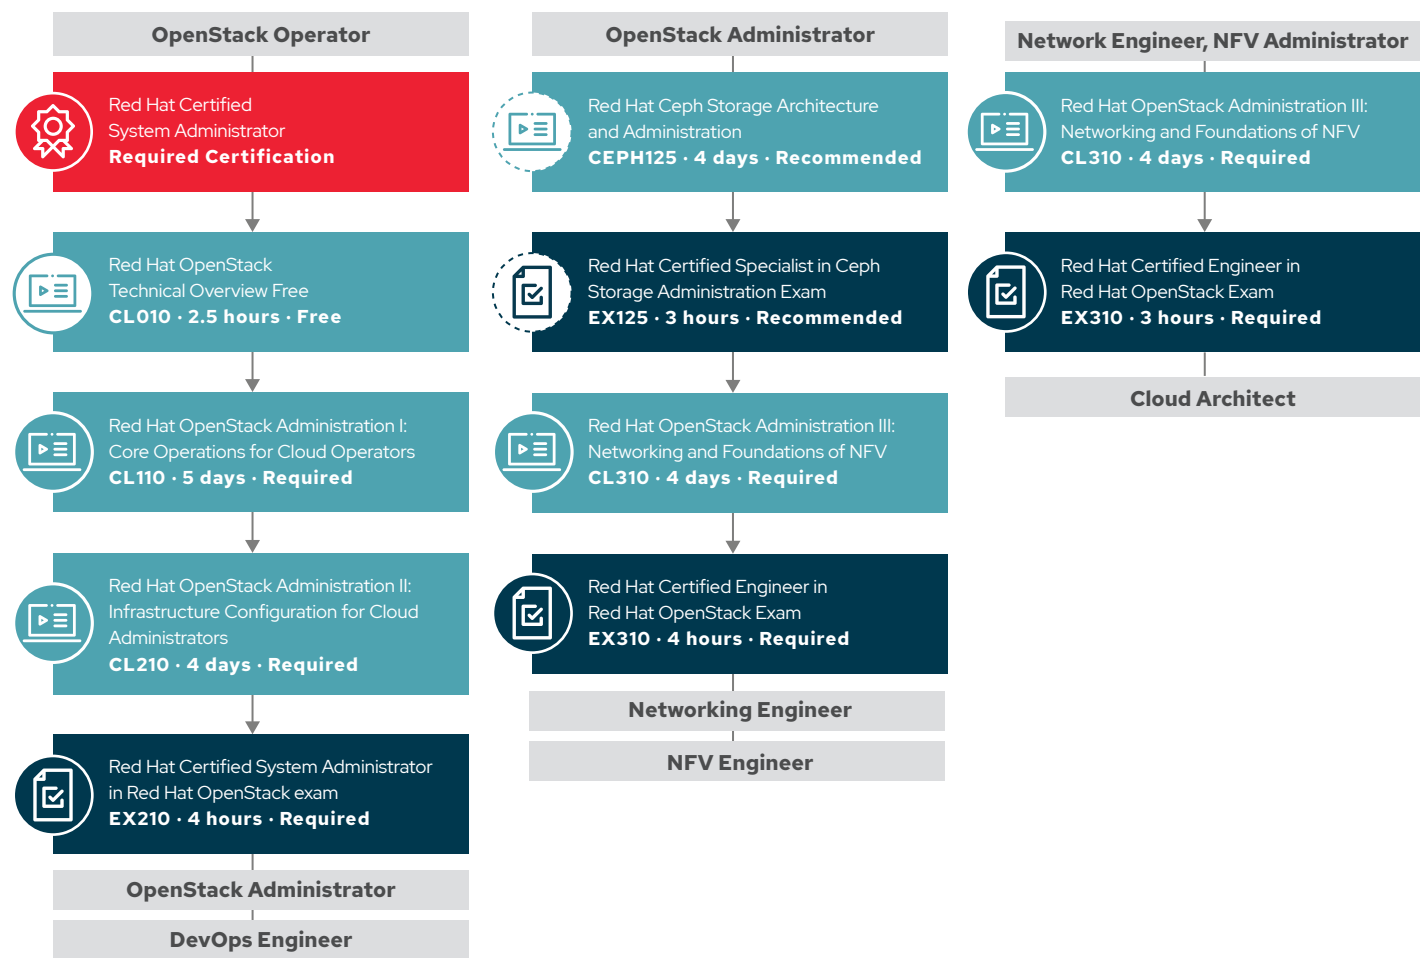 OpenStack Operator
Red Hat Certified
System Administrator
Required Certification
Red Hat OpenStack
Technical Overview Free
CL010 · 2.5 hours · Free
Red Hat OpenStack Administration I:
Core Operations for Cloud Operators
CL110 · 5 days · Required
Red Hat OpenStack Administration II:
Infrastructure Configuration for Cloud
Administrators
CL210 · 4 days · Required
Red Hat Certified System Administrator
in Red Hat OpenStack exam
EX210 · 4 hours · Required
OpenStack Administrator
DevOps Engineer
OpenStack Administrator
Red Hat Ceph Storage Architecture
and Administration
CEPH125 · 4 days · Recommended
Red Hat Certified Specialist in Ceph
Storage Administration Exam
EX125 · 3 hours · Recommended
Red Hat OpenStack Administration III:
Networking and Foundations of NFV
CL310 · 4 days · Required
Red Hat Certified Engineer in
Red Hat OpenStack Exam
EX310 · 4 hours · Required
Networking Engineer
NFV Engineer
Network Engineer, NFV Administrator
Red Hat OpenStack Administration III:
Networking and Foundations of NFV
CL310 · 4 days · Required
Red Hat Certified Engineer in
Red Hat OpenStack Exam
EX310 · 3 hours · Required
Cloud Architect